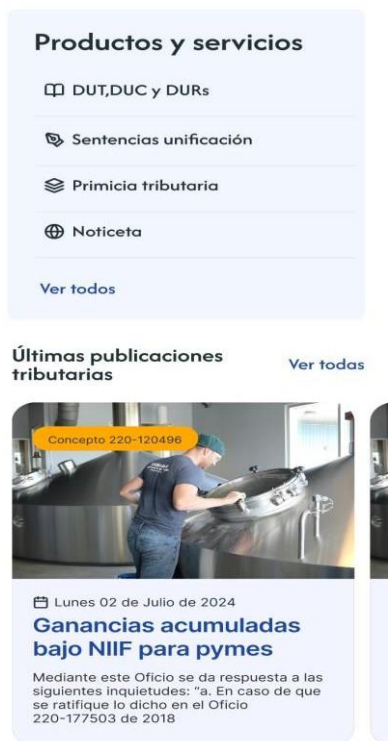 Productos y servicios
DUT,DUC y DURs
Sentencias unificación
Primicia tributaria
Noticeta
Ver todos
Últimas publicaciones
tributarias
Ver todas
Concepto 220-120496
Lunes 02 de Julio de 2024
Ganancias acumuladas
bajo NIIF para pymes
Mediante este Oficio se da respuesta a las
siguientes inquietudes: “a. En caso de que
se ratifique lo dicho en el Oficio
220-177503 de 2018